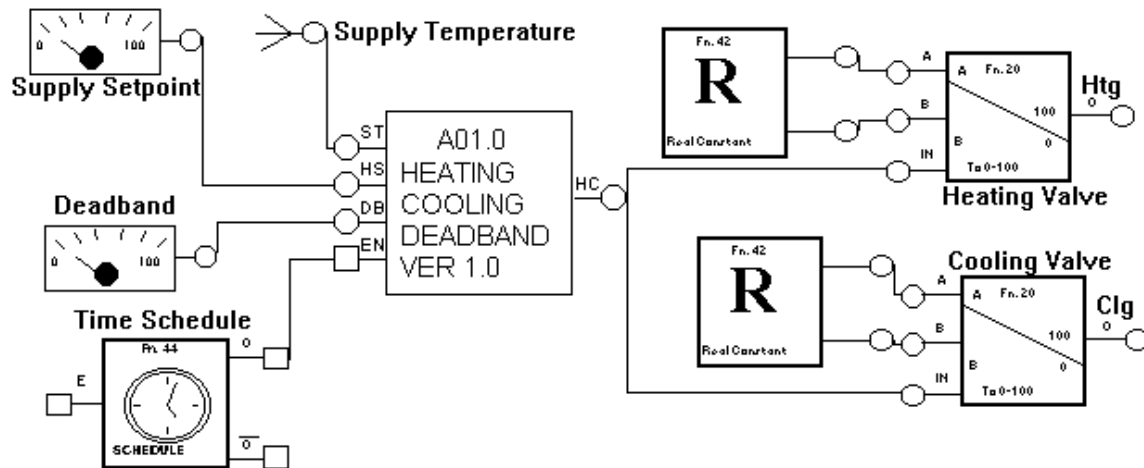 0 100
Supply Setpoint
Supply Temperature
ST
HS
DB
EN
A01.0
HEATING
COOLING
DEADBAND
VER 1.0
HC
Deadband
0 100
Time Schedule
Fn. 44
E
O
O
SCHEDULE
Fn. 42
R
Real Constant
A
B
IN
A Fn. 20
100
0
B
To 0-100
Htg
O
Heating Valve
Fn. 42
R
Real Constant
Cooling Valve
A
B
IN
A Fn. 20
100
0
B
To 0-100
Clg
O